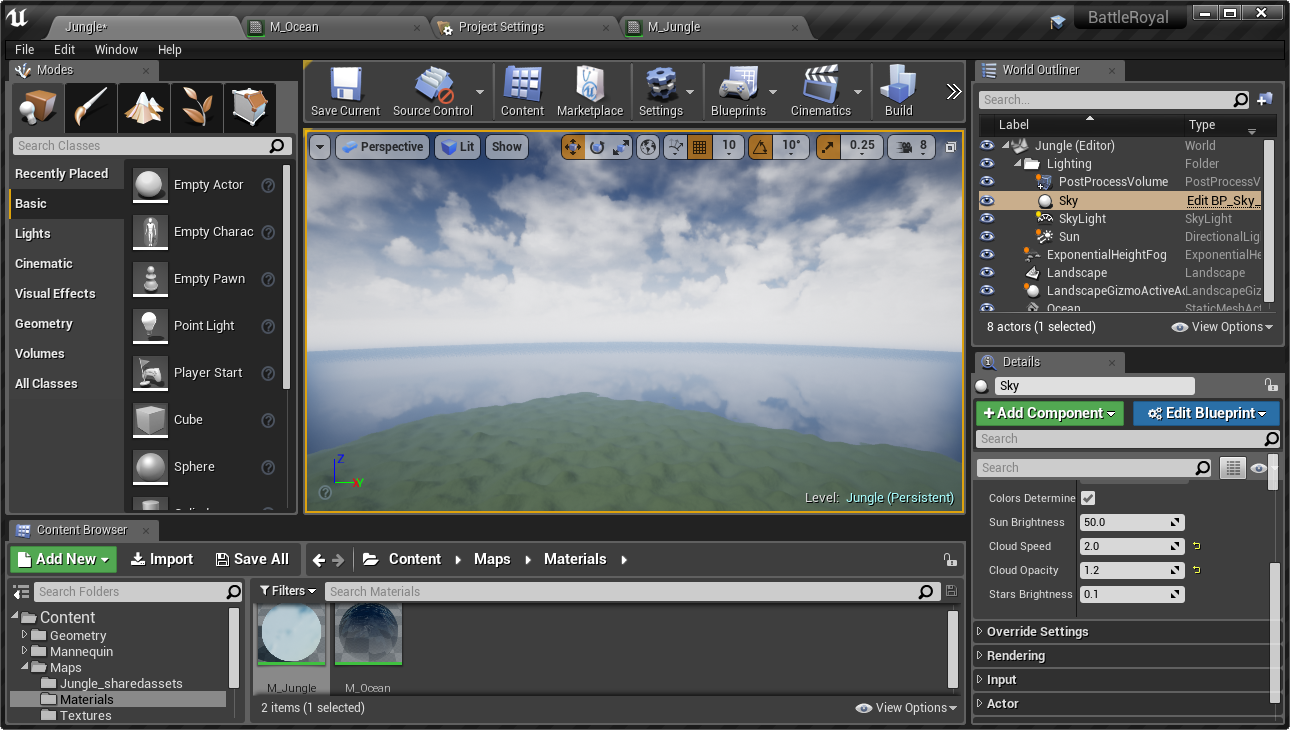 Jungle*
M_Ocean
Project Settings
M_Jungle
BattleRoyal
File Edit Window Help
Modes
Search Classes
Recently Placed
Basic
Lights
Cinematic
Visual Effects
Geometry
Volumes
All Classes
Empty Actor
Empty Charac
Empty Pawn
Point Light
Player Start
Cube
Sphere
Save Current
Source Control
Content
Marketplace
Settings
Blueprints
Cinematics
Build
Perspective
Lit
Show
10
10°
0.25
8
Z
Y
Level: Jungle (Persistent)
World Outliner
Search...
Label Type
Jungle (Editor) World
Lighting Folder
PostProcessVolume PostProcessV
Sky Edit BP_Sky_
SkyLight SkyLight
Sun DirectionalLig
ExponentialHeightFog ExponentialHe
Landscape Landscape
LandscapeGizmoActiveAc LandscapeGiz
Ocean StaticMeshAct
8 actors (1 selected)
View Options
Details
Sky
+Add Component
Edit Blueprint
Search
Search
Colors Determine
Sun Brightness 50.0
Cloud Speed 2.0
Cloud Opacity 1.2
Stars Brightness 0.1
Override Settings
Rendering
Input
Actor
Content Browser
Add New
Import
Save All
Content
Maps
Materials
Search Folders
Content
Geometry
Mannequin
Maps
Jungle_sharedassets
Materials
Textures
Filters
Search Materials
M_Jungle
M_Ocean
2 items (1 selected)
View Options